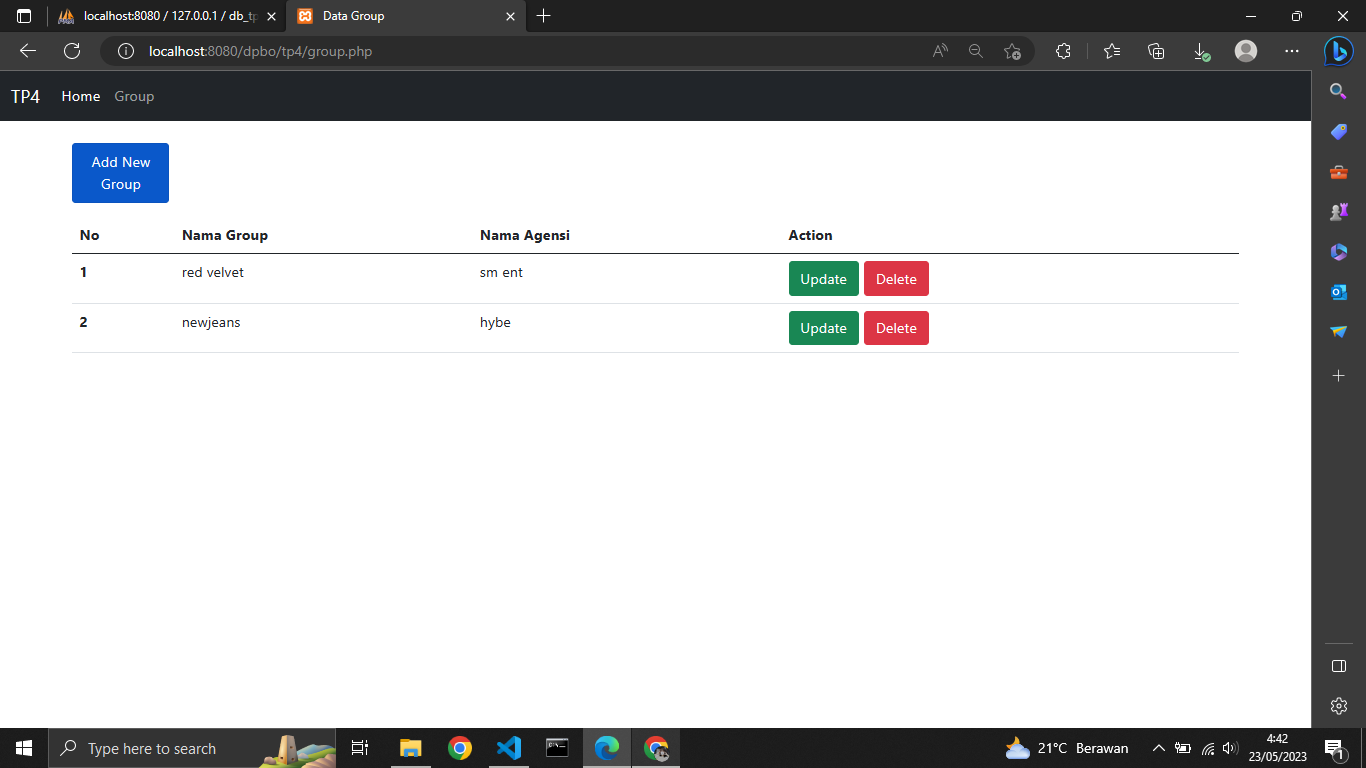 localhost:8080 / 127.0.0.1 / db_tp
Data Group
localhost:8080/dpbo/tp4/group.php
TP4 Home Group
Add New
Group
No Nama Group Nama Agensi Action
1 red velvet sm ent Update Delete
2 newjeans hybe Update Delete
Type here to search
21°C Berawan
4:42
23/05/2023
1